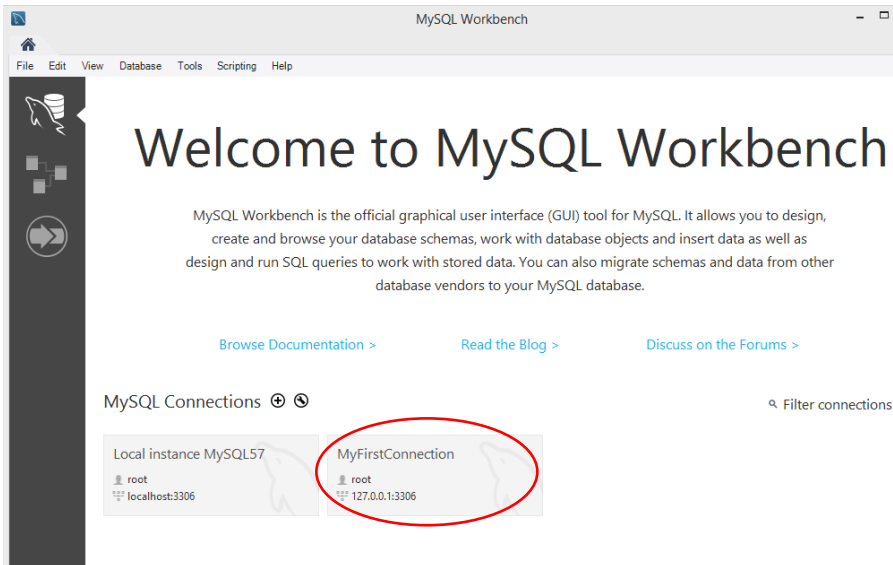 MySQL Workbench
File Edit View Database Tools Scripting Help
Welcome to MySQL Workbench
MySQL Workbench is the official graphical user interface (GUI) tool for MySQL. It allows you to design,
create and browse your database schemas, work with database objects and insert data as well as
design and run SQL queries to work with stored data. You can also migrate schemas and data from other
database vendors to your MySQL database.
Browse Documentation > Read the Blog > Discuss on the Forums >
MySQL Connections Filter connections
Local instance MySQL57
root
localhost:3306
MyFirstConnection
root
127.0.0.1:3306